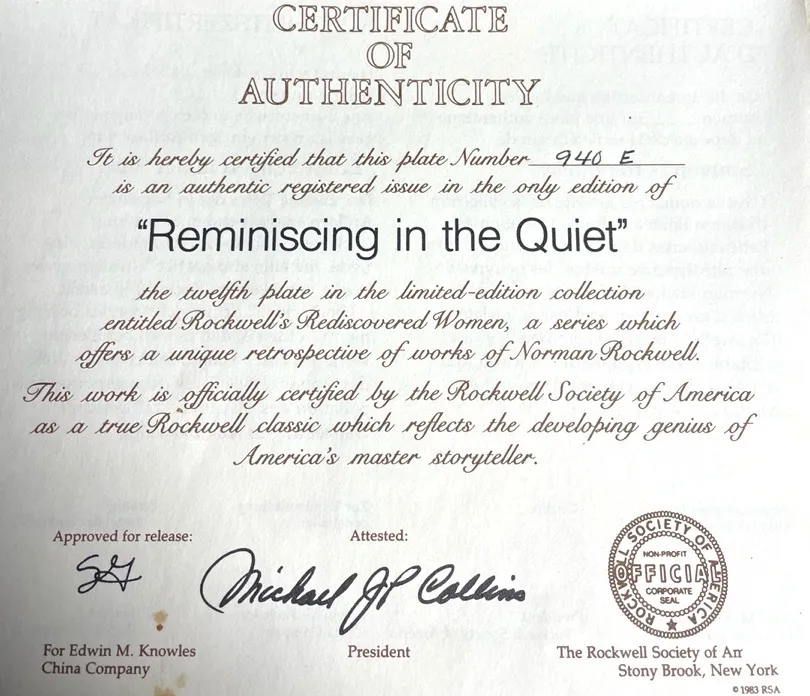 CERTIFICATE
OF
AUTHENTICITY
It is hereby certified that this plate Number 940 E
is an authentic registered issue in the only edition of
"Reminiscing in the Quiet"
the twelfth plate in the limited-edition collection
entitled Rockwell's Rediscovered Women, a series which
offers a unique retrospective of works of Norman Rockwell.
This work is officially certified by the Rockwell Society of America
as a true Rockwell classic which reflects the developing genius of
America's master storyteller.
Approved for release:
Attested:
SG
Michael JP Collins
ROCKWELL SOCIETY OF AMERICA
NON-PROFIT
OFFICIAL
CORPORATE
SEAL
For Edwin M. Knowles
China Company
President
The Rockwell Society of Am
Stony Brook, New York
© 1983 RSA